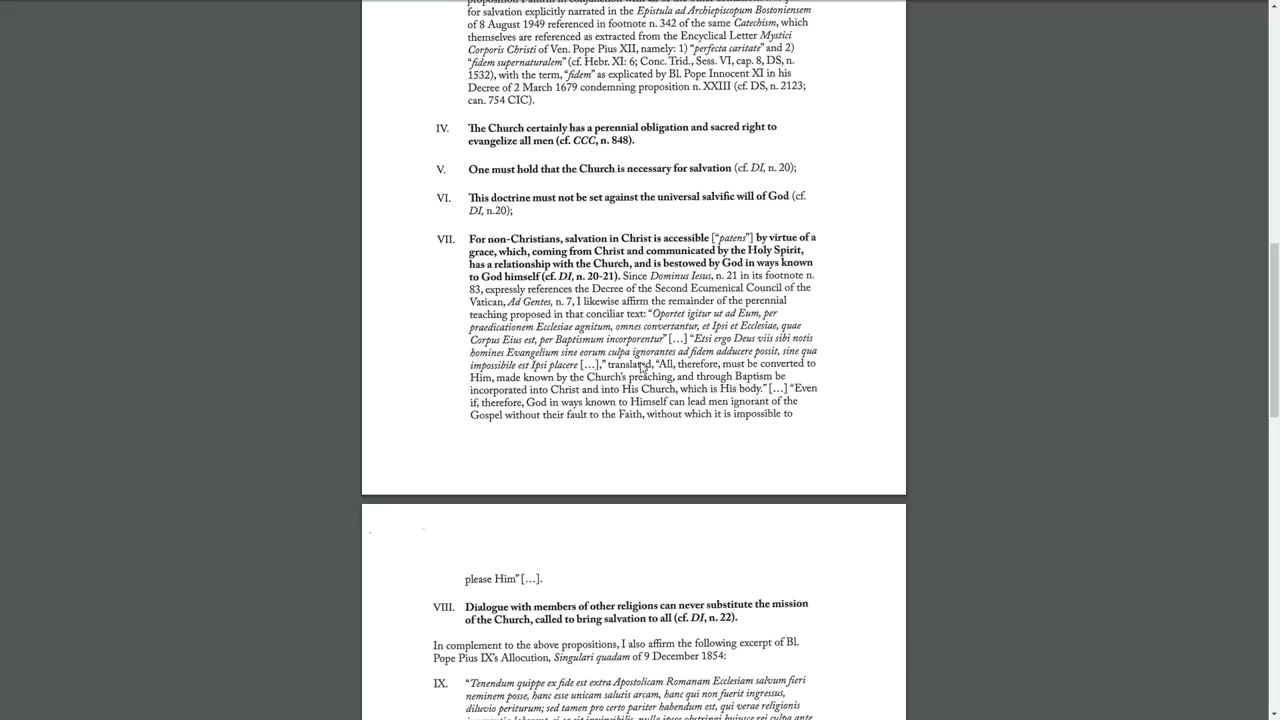 for salvation explicitly narrated in the Epistula ad Archiepiscopum Bostoniensem
of 8 August 1949 referenced in footnote n. 342 of the same Catechism, which
themselves are referenced as extracted from the Encyclical Letter Mystici
Corporis Christi of Ven. Pope Pius XII, namely: 1) “perfecta caritate” and 2)
“fidem supernaturalem” (cf. Hebr. XI: 6; Conc. Trid., Sess. VI, cap. 8, DS, n.
1532), with the term, “fidem” as explicated by Bl. Pope Innocent XI in his
Decree of 2 March 1679 condemning proposition n. XXIII (cf. DS, n. 2123;
can. 754 CIC).
IV. The Church certainly has a perennial obligation and sacred right to
evangelize all men (cf. CCC, n. 848).
V. One must hold that the Church is necessary for salvation (cf. DI, n. 20);
VI. This doctrine must not be set against the universal salvific will of God (cf.
DI, n.20);
VII. For non-Christians, salvation in Christ is accessible [“patens”] by virtue of a
grace, which, coming from Christ and communicated by the Holy Spirit,
has a relationship with the Church, and is bestowed by God in ways known
to God himself (cf. DI, n. 20-21). Since Dominus Iesus, n. 21 in its footnote n.
83, expressly references the Decree of the Second Ecumenical Council of the
Vatican, Ad Gentes, n. 7, I likewise affirm the remainder of the perennial
teaching proposed in that conciliar text: “Oportet igitur ut ad Eum, per
praedicationem Ecclesiae agnitum, omnes convertantur, et Ipsi et Ecclesiae, quae
Corpus Eius est, per Baptismum incorporentur” […] “Etsi ergo Deus viis sibi notis
homines Evangelium sine eorum culpa ignorantes ad fidem adducere possit, sine qua
impossibile est Ipsi placere […],” translated, “All, therefore, must be converted to
Him, made known by the Church’s preaching, and through Baptism be
incorporated into Christ and into His Church, which is His body.” […] “Even
if, therefore, God in ways known to Himself can lead men ignorant of the
Gospel without their fault to the Faith, without which it is impossible to
please Him” […].
VIII. Dialogue with members of other religions can never substitute the mission
of the Church, called to bring salvation to all (cf. DI, n. 22).
In complement to the above propositions, I also affirm the following excerpt of Bl.
Pope Pius IX’s Allocution, Singulari quadam of 9 December 1854:
IX. “Tenendum quippe ex fide est extra Apostolicam Romanam Ecclesiam salvum fieri
neminem posse, hanc esse unicam salutis arcam, hanc qui non fuerit ingressus,
diluvio periturum; sed tamen pro certo pariter habendum est, qui verae religionis